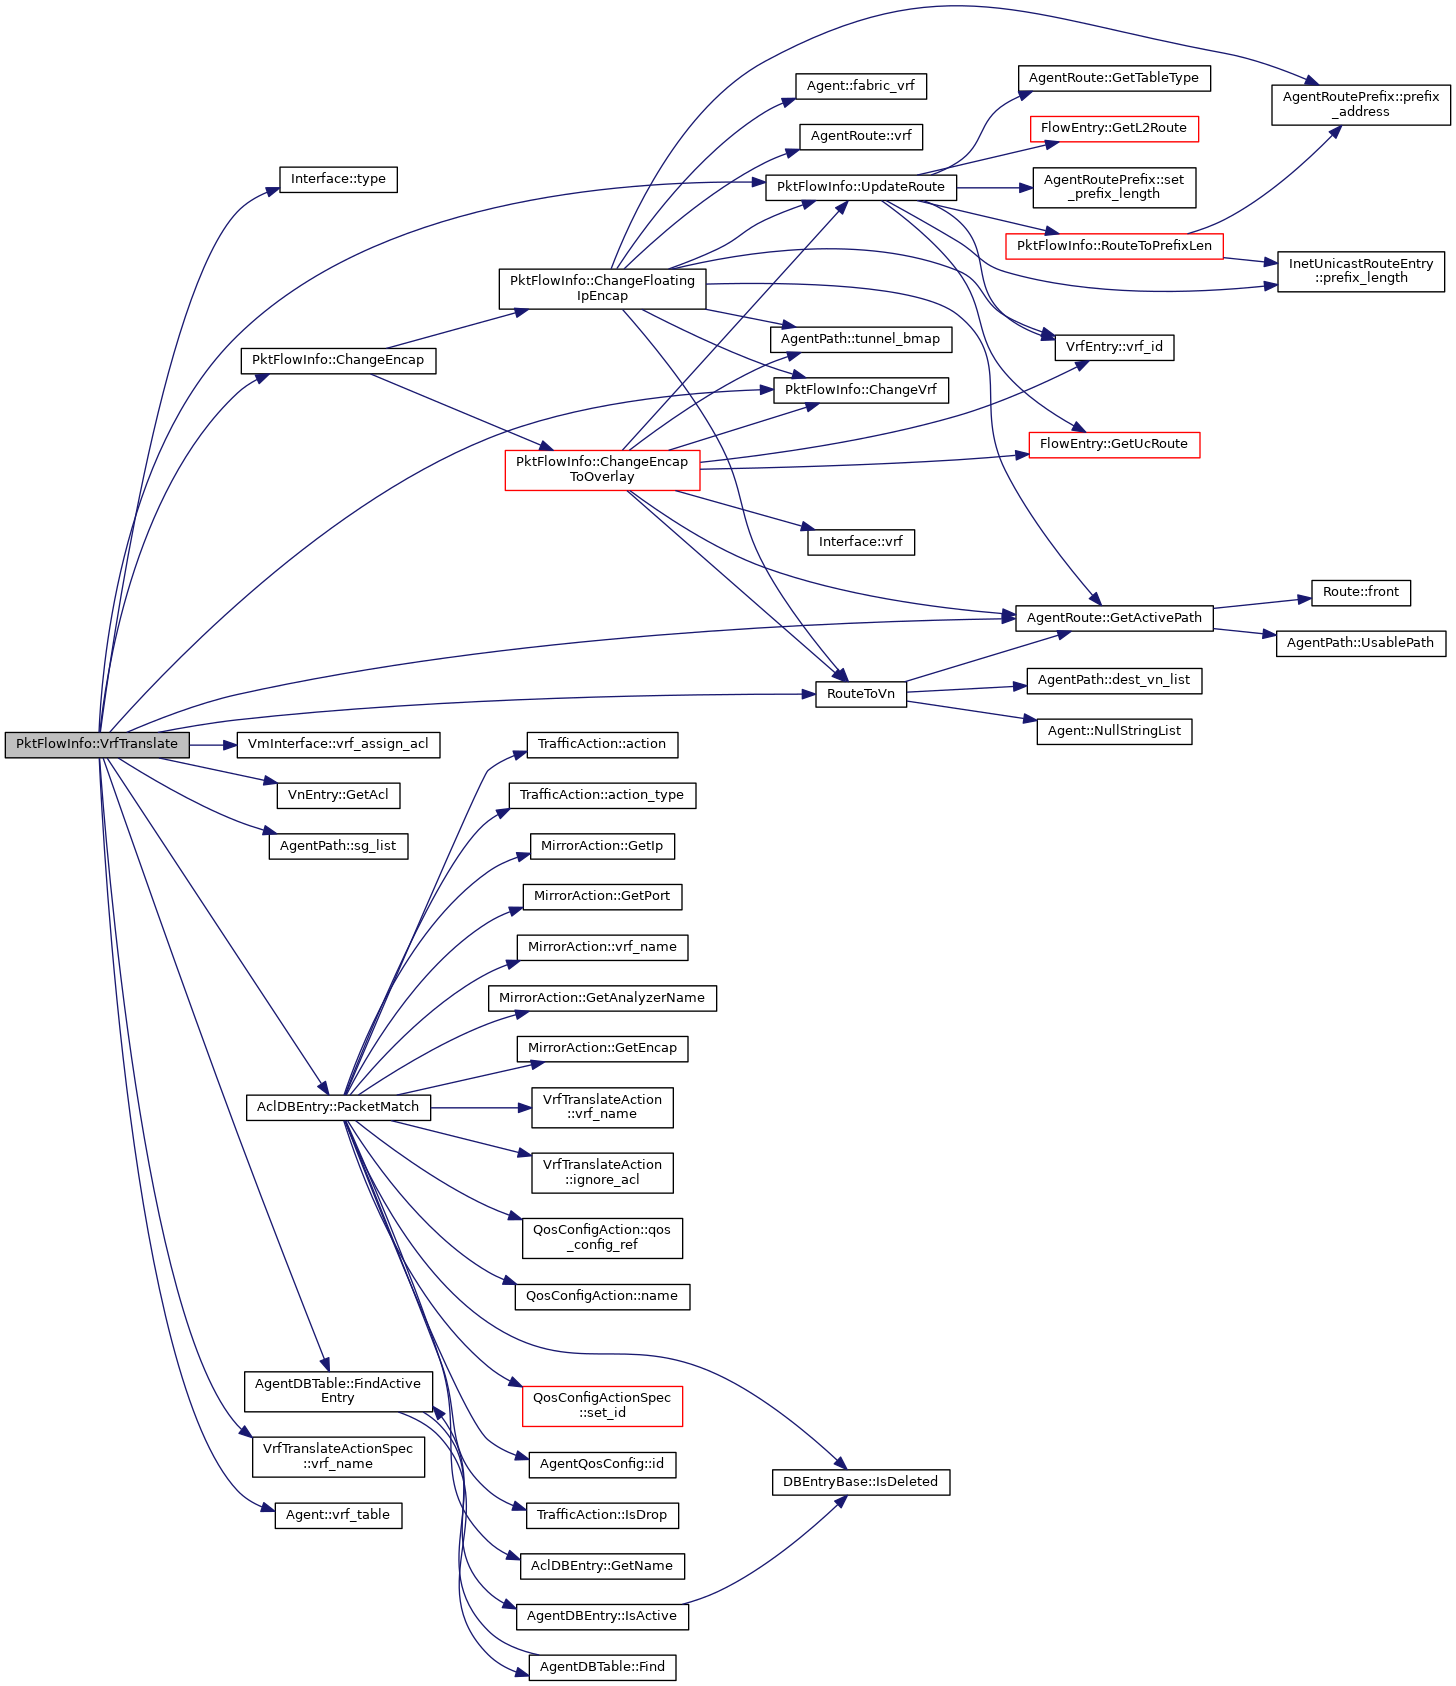 AgentRoute::GetTableType
Agent::fabric_vrf
AgentRoutePrefix::prefix
_address
FlowEntry::GetL2Route
AgentRoute::vrf
Interface::type
PktFlowInfo::UpdateRoute
AgentRoutePrefix::set
_prefix_length
PktFlowInfo::RouteToPrefixLen
InetUnicastRouteEntry
::prefix_length
PktFlowInfo::ChangeFloating
IpEncap
AgentPath::tunnel_bmap
VrfEntry::vrf_id
PktFlowInfo::ChangeEncap
PktFlowInfo::ChangeVrf
FlowEntry::GetUcRoute
PktFlowInfo::ChangeEncap
ToOverlay
Interface::vrf
Route::front
AgentRoute::GetActivePath
AgentPath::UsablePath
AgentPath::dest_vn_list
RouteToVn
Agent::NullStringList
PktFlowInfo::VrfTranslate
VmInterface::vrf_assign_acl
TrafficAction::action
VnEntry::GetAcl
TrafficAction::action_type
AgentPath::sg_list
MirrorAction::GetIp
MirrorAction::GetPort
MirrorAction::vrf_name
MirrorAction::GetAnalyzerName
MirrorAction::GetEncap
AclDBEntry::PacketMatch
VrfTranslateAction
::vrf_name
VrfTranslateAction
::ignore_acl
QosConfigAction::qos
_config_ref
QosConfigAction::name
AgentDBTable::FindActive
Entry
QosConfigActionSpec
::set_id
VrfTranslateActionSpec
::vrf_name
AgentQosConfig::id
DBEntryBase::IsDeleted
Agent::vrf_table
TrafficAction::IsDrop
AclDBEntry::GetName
AgentDBEntry::IsActive
AgentDBTable::Find